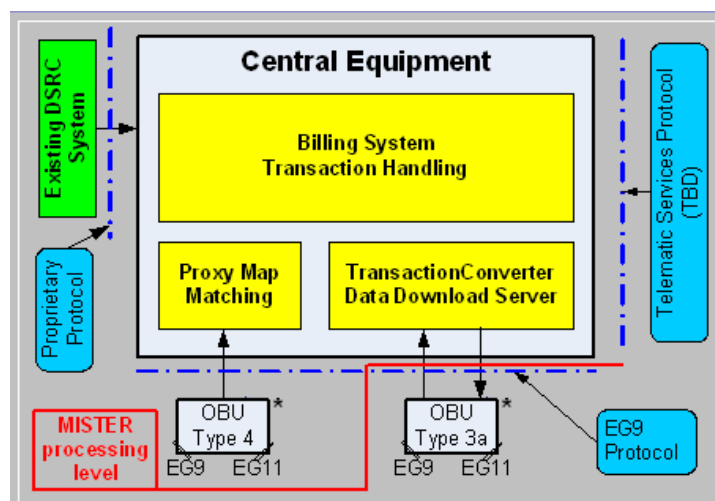 Central Equipment
Existing DSRC
System
Billing System
Transaction Handling
Telematic Services Protocol
(TBD)
Proprietary
Protocol
Proxy Map
Matching
TransactionConverter
Data Download Server
MISTER
processing
level
OBU
Type 4
*
EG9
EG11
OBU
Type 3a
*
EG9
EG11
EG9
Protocol